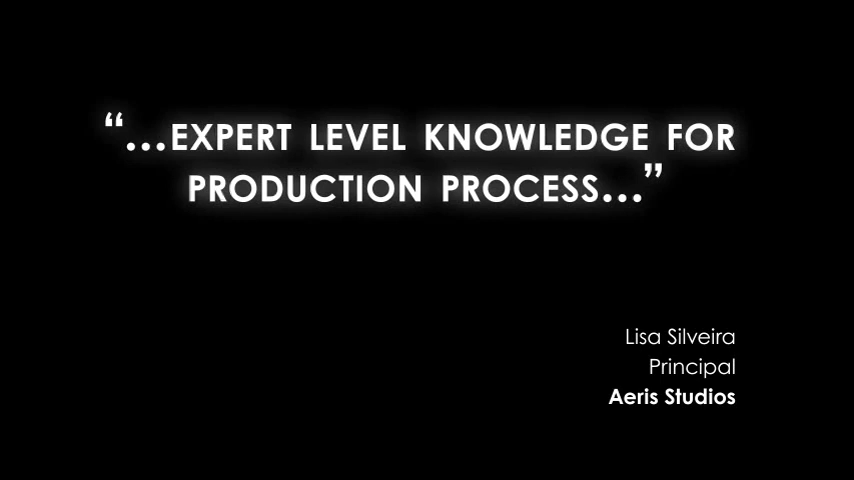 “...EXPERT LEVEL KNOWLEDGE FOR
PRODUCTION PROCESS...”
Lisa Silveira
Principal
Aeris Studios